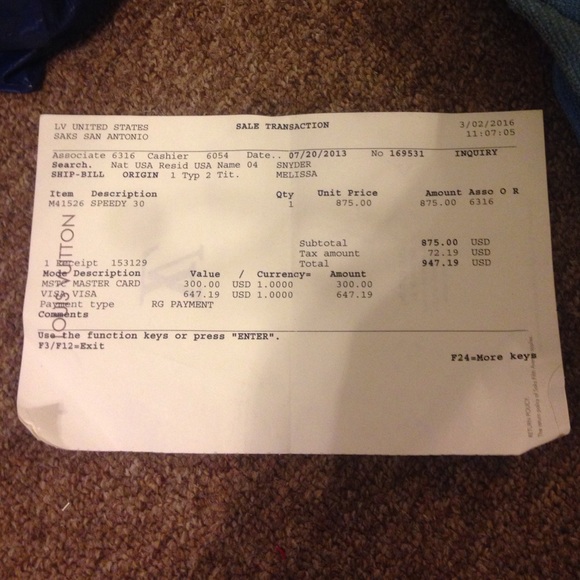 LV UNITED STATES SALE TRANSACTION 3/02/2016
SAKS SAN ANTONIO 11:07:05
Associate 6316 Cashier 6054 Date.. 07/20/2013 No 169531 INQUIRY
Search. Nat USA Resid USA Name 04 SNYDER
SHIP-BILL ORIGIN 1 Typ 2 Tit. MELISSA
Item Description Qty Unit Price Amount Asso O R
M41526 SPEEDY 30 1 875.00 875.00 6316
Subtotal 875.00 USD
Tax amount 72.19 USD
1 Receipt 153129 Total 947.19 USD
Mode Description Value / Currency= Amount
MSTC MASTER CARD 300.00 USD 1.0000 300.00
VISA VISA 647.19 USD 1.0000 647.19
Payment type RG PAYMENT
Comments
Use the function keys or press "ENTER".
F3/F12=Exit
F24=More keys
LOUIS VUITTON
RETURN POLICY